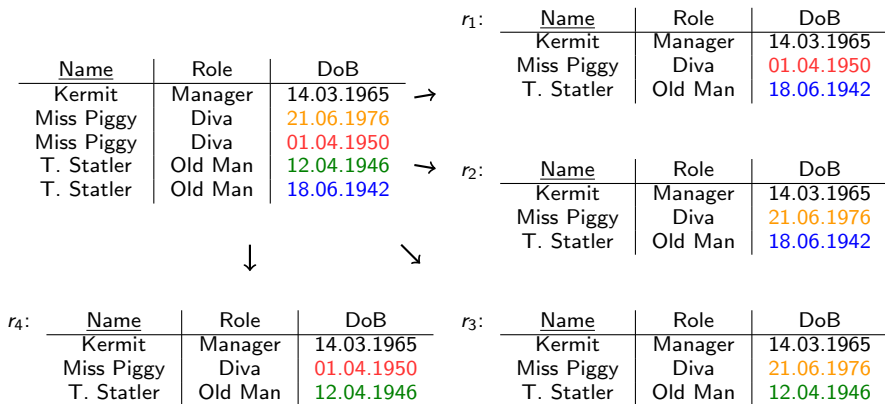 Name Role DoB
Kermit Manager 14.03.1965
Miss Piggy Diva 21.06.1976
Miss Piggy Diva 01.04.1950
T. Statler Old Man 12.04.1946
T. Statler Old Man 18.06.1942
r1: Name Role DoB
Kermit Manager 14.03.1965
Miss Piggy Diva 01.04.1950
T. Statler Old Man 18.06.1942
r2: Name Role DoB
Kermit Manager 14.03.1965
Miss Piggy Diva 21.06.1976
T. Statler Old Man 18.06.1942
r4: Name Role DoB
Kermit Manager 14.03.1965
Miss Piggy Diva 01.04.1950
T. Statler Old Man 12.04.1946
r3: Name Role DoB
Kermit Manager 14.03.1965
Miss Piggy Diva 21.06.1976
T. Statler Old Man 12.04.1946